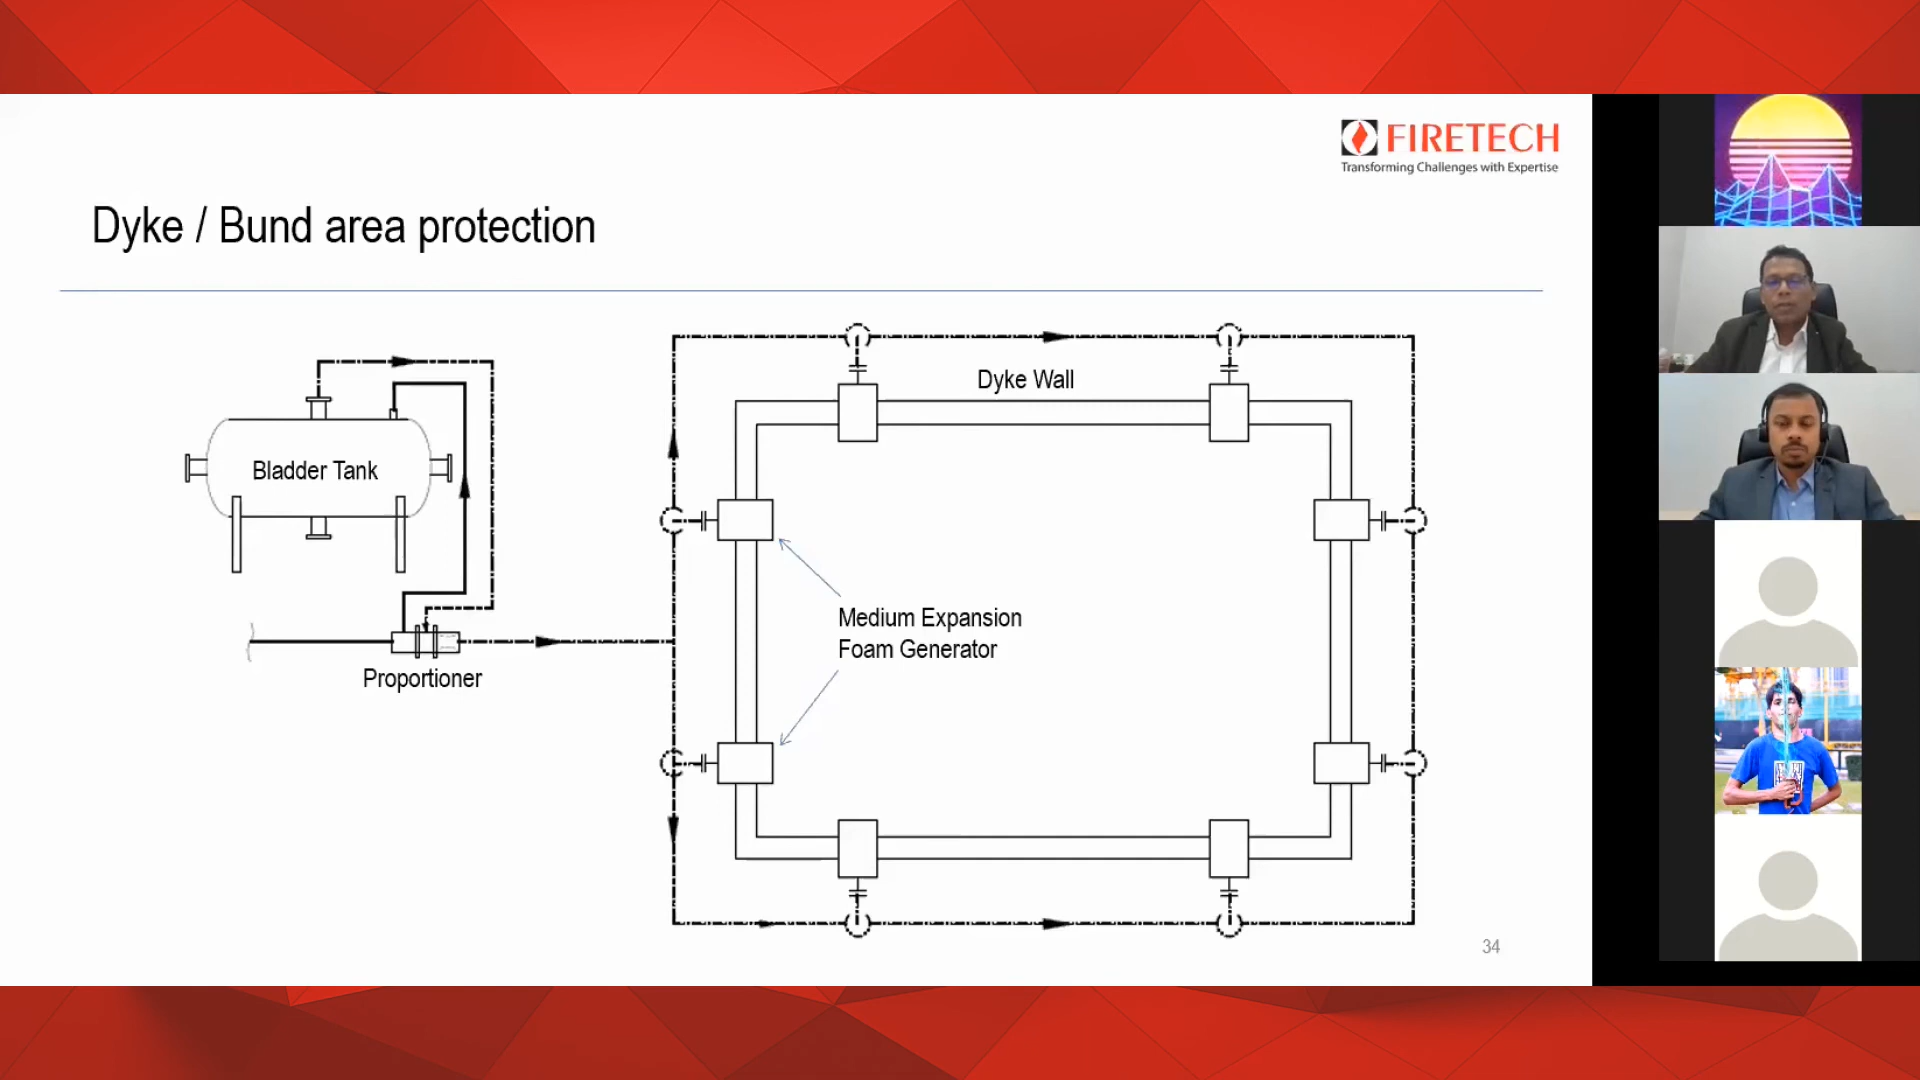 FIRETECH
Transforming Challenges with Expertise
Dyke / Bund area protection
Dyke Wall
Bladder Tank
Medium Expansion
Foam Generator
Proportioner
34